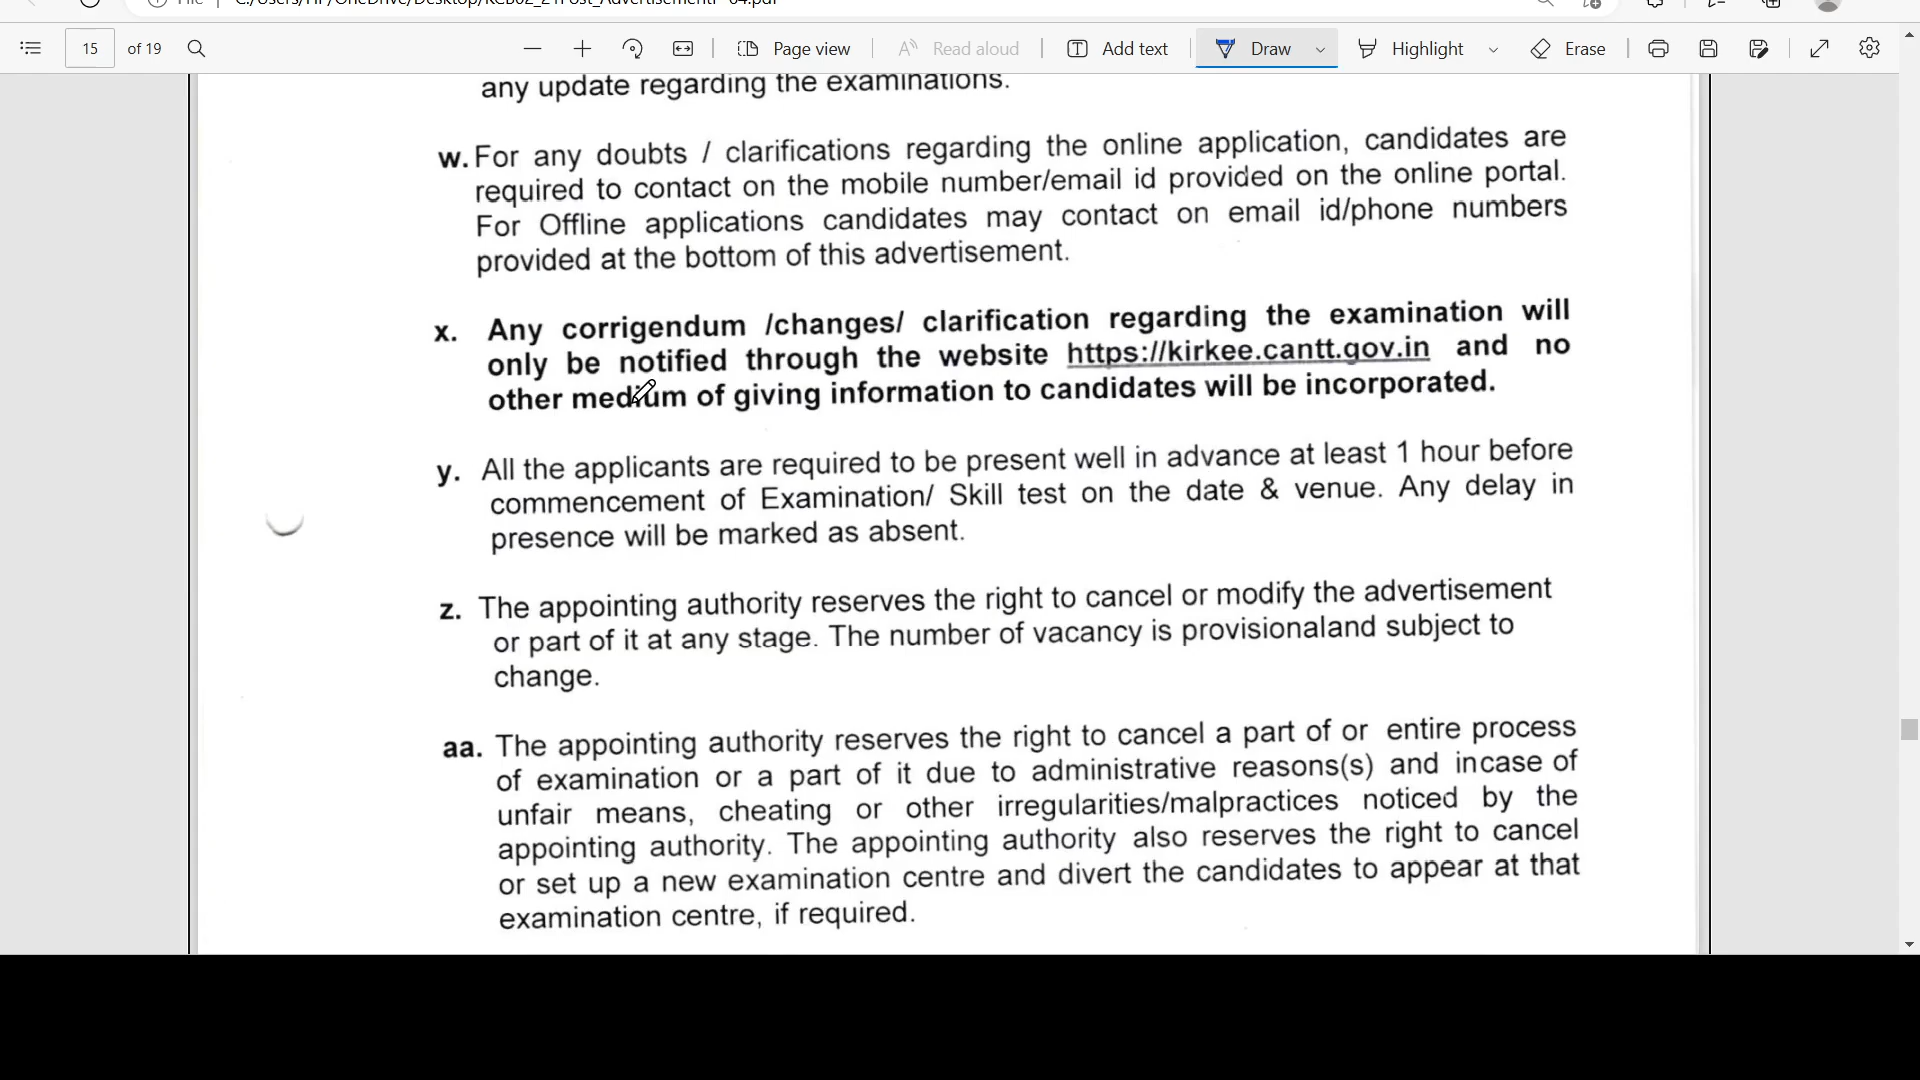 15 of 19 Page view Read aloud Add text Draw Highlight Erase
any update regarding the examinations.
w. For any doubts / clarifications regarding the online application, candidates are
required to contact on the mobile number/email id provided on the online portal.
For Offline applications candidates may contact on email id/phone numbers
provided at the bottom of this advertisement.
x. Any corrigendum /changes/ clarification regarding the examination will
only be notified through the website https://kirkee.cantt.gov.in and no
other medium of giving information to candidates will be incorporated.
y. All the applicants are required to be present well in advance at least 1 hour before
commencement of Examination/ Skill test on the date & venue. Any delay in
presence will be marked as absent.
z. The appointing authority reserves the right to cancel or modify the advertisement
or part of it at any stage. The number of vacancy is provisionaland subject to
change.
aa. The appointing authority reserves the right to cancel a part of or entire process
of examination or a part of it due to administrative reasons(s) and incase of
unfair means, cheating or other irregularities/malpractices noticed by the
appointing authority. The appointing authority also reserves the right to cancel
or set up a new examination centre and divert the candidates to appear at that
examination centre, if required.